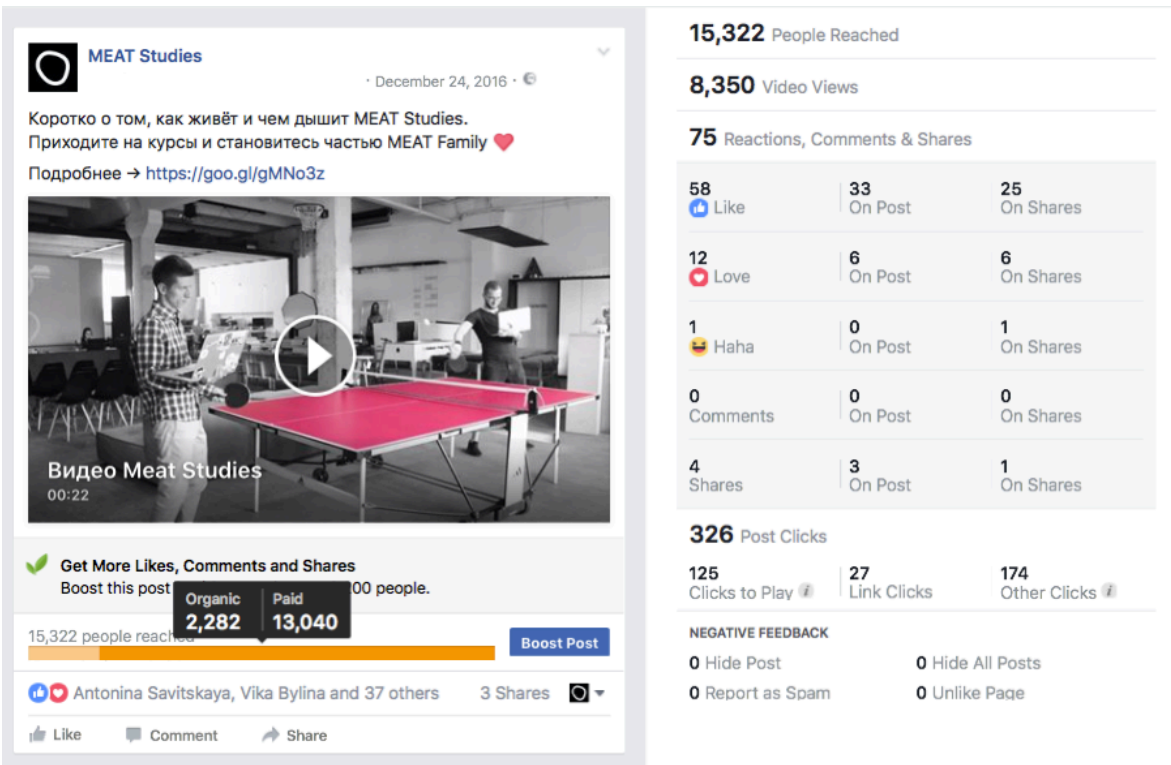 MEAT Studies
· December 24, 2016 ·
Коротко о том, как живёт и чем дышит MEAT Studies.
Приходите на курсы и становитесь частью MEAT Family
Подробнее → https://goo.gl/gMNo3z
Видео Meat Studies
00:22
Get More Likes, Comments and Shares
Boost this post 00 people.
Organic Paid
2,282 13,040
15,322 people reached
Boost Post
Antonina Savitskaya, Vika Bylina and 37 others 3 Shares
Like Comment Share
15,322 People Reached
8,350 Video Views
75 Reactions, Comments & Shares
58 33 25
Like On Post On Shares
12 6 6
Love On Post On Shares
1 0 1
Haha On Post On Shares
0 0 0
Comments On Post On Shares
4 3 1
Shares On Post On Shares
326 Post Clicks
125 27 174
Clicks to Play i Link Clicks Other Clicks i
NEGATIVE FEEDBACK
0 Hide Post 0 Hide All Posts
0 Report as Spam 0 Unlike Page